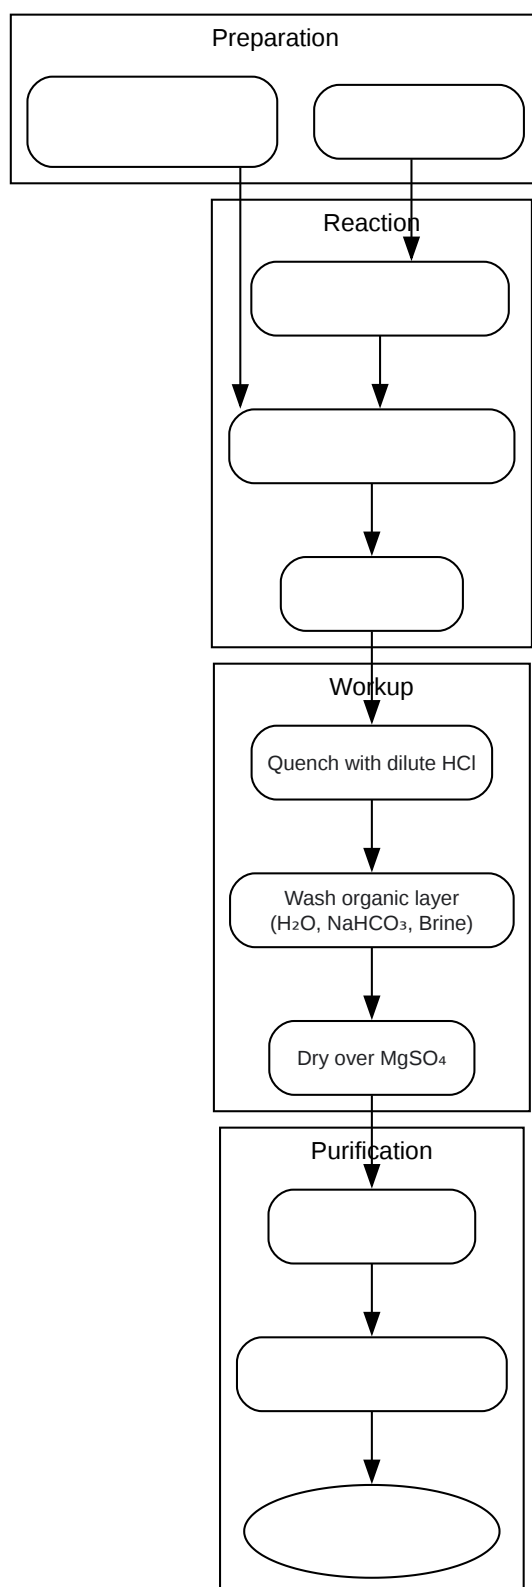 Preparation
Reaction
Workup
Quench with dilute HCl
Wash organic layer
(H₂O, NaHCO₃, Brine)
Dry over MgSO₄
Purification